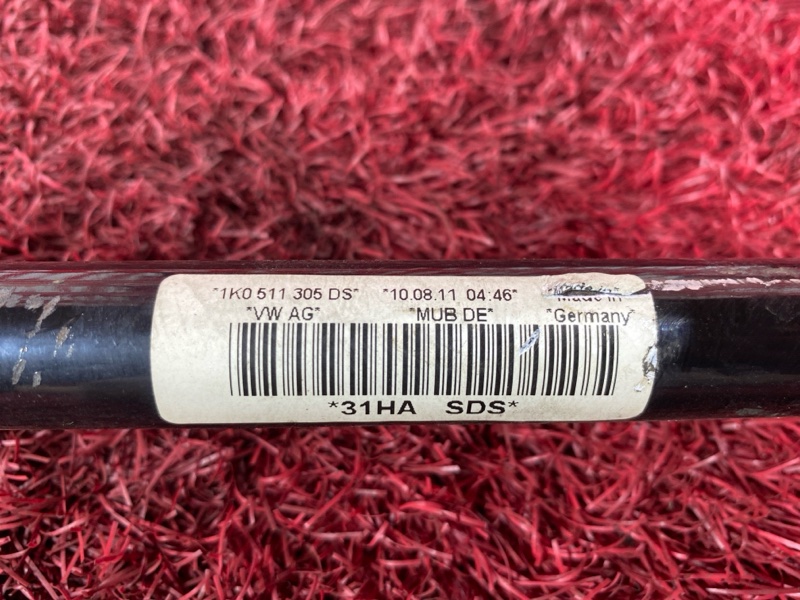 "1K0 511 305 DS" "10.08.11 04:46" "Made in"
"VW AG" "MUB DE" "Germany"
*31HA SDS*